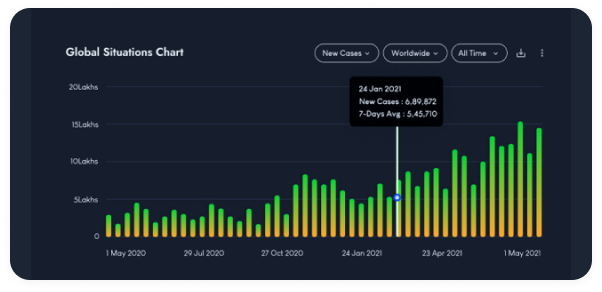 Global Situations Chart
New Cases
Worldwide
All Time
24 Jan 2021
New Cases : 6,89,872
7-Days Avg : 5,45,710
20Lakhs
15Lakhs
10Lakhs
5Lakhs
0
1 May 2020
29 Jul 2020
27 Oct 2020
24 Jan 2021
23 Apr 2021
1 May 2021